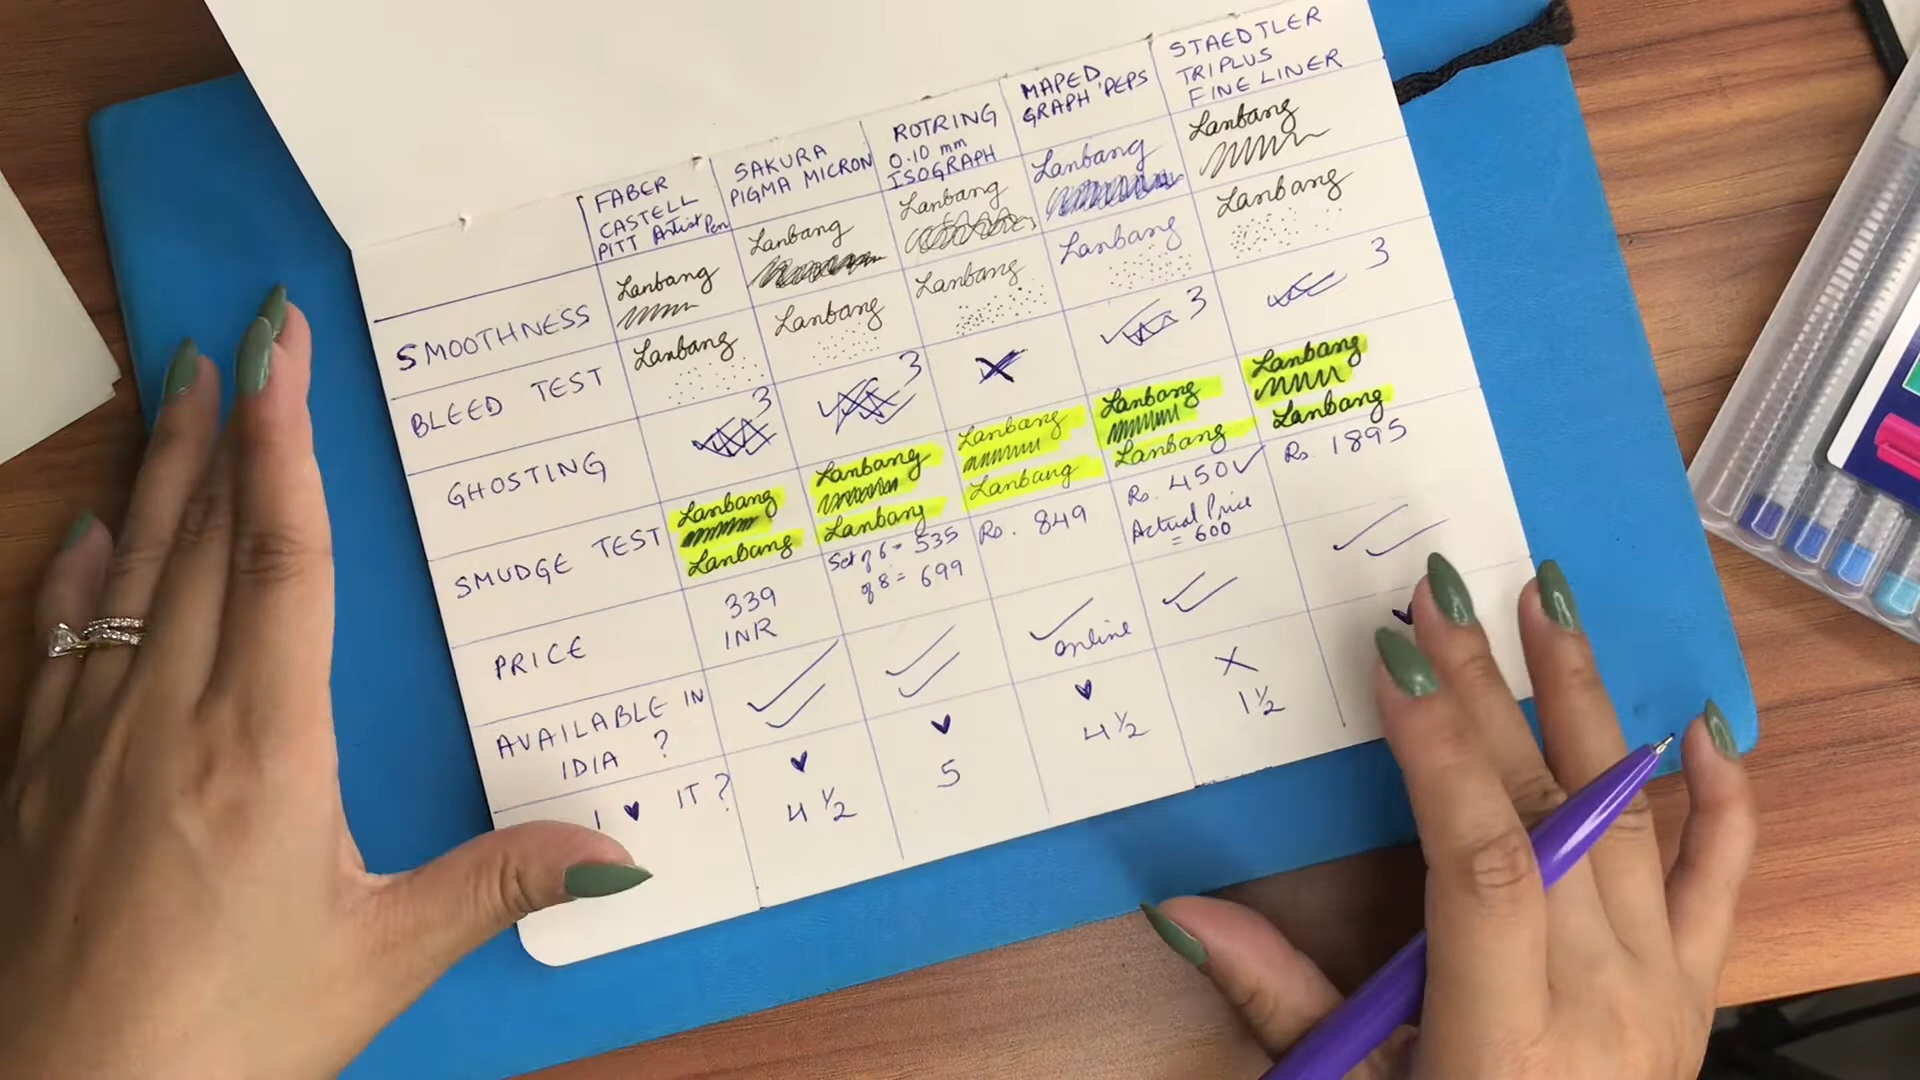 FABER
CASTELL
PITT Artist Pen
SAKURA
PIGMA MICRON
ROTRING
0.10 mm
ISOGRAPH
MAPED
GRAPH'PEPS
STAEDTLER
TRIPLUS
FINE LINER
SMOOTHNESS
Lanbang
Lanbang
Lanbang
Lanbang
Lanbang
BLEED TEST
Lanbang
Lanbang
Lanbang
Lanbang
Lanbang
GHOSTING
3
3
3
3
SMUDGE TEST
Lanbang
Lanbang
Lanbang
Lanbang
Lanbang
Lanbang
Lanbang
Lanbang
Lanbang
Lanbang
PRICE
339
INR
Set of 6 = 535
of 8 = 699
Rs. 849
Rs. 450
Actual Price
= 600
Rs. 1895
AVAILABLE IN
IDIA ?
online
I ♥ IT ?
♥
4 1/2
♥
5
♥
4 1/2
X
1 1/2